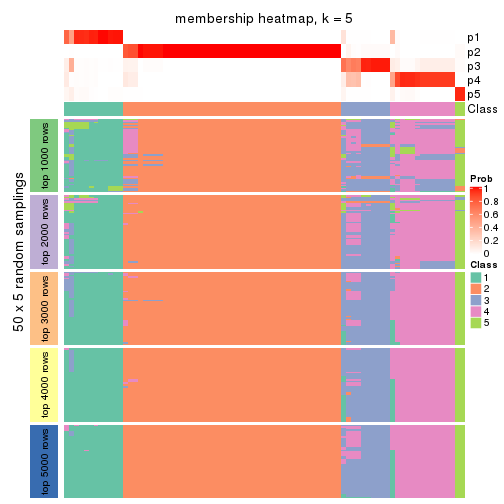 membership heatmap, k = 5
p1
p2
p3
p4
p5
Class
50 x 5 random samplings
top 1000 rows
top 2000 rows
top 3000 rows
top 4000 rows
top 5000 rows
Prob
1
0.8
0.6
0.4
0.2
0
Class
1
2
3
4
5